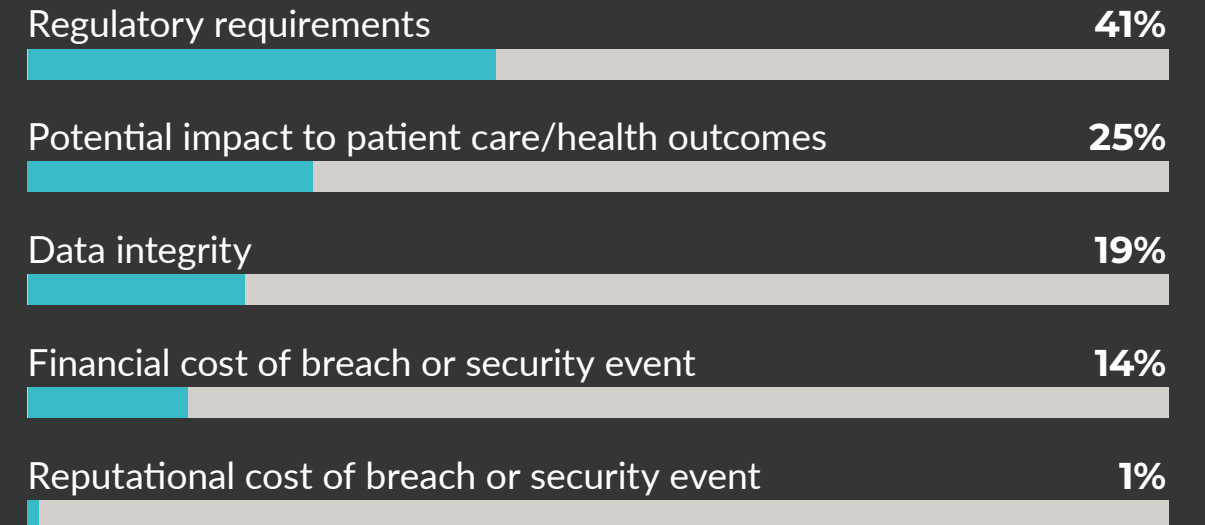 Regulatory requirements 41%
Potential impact to patient care/health outcomes 25%
Data integrity 19%
Financial cost of breach or security event 14%
Reputational cost of breach or security event 1%